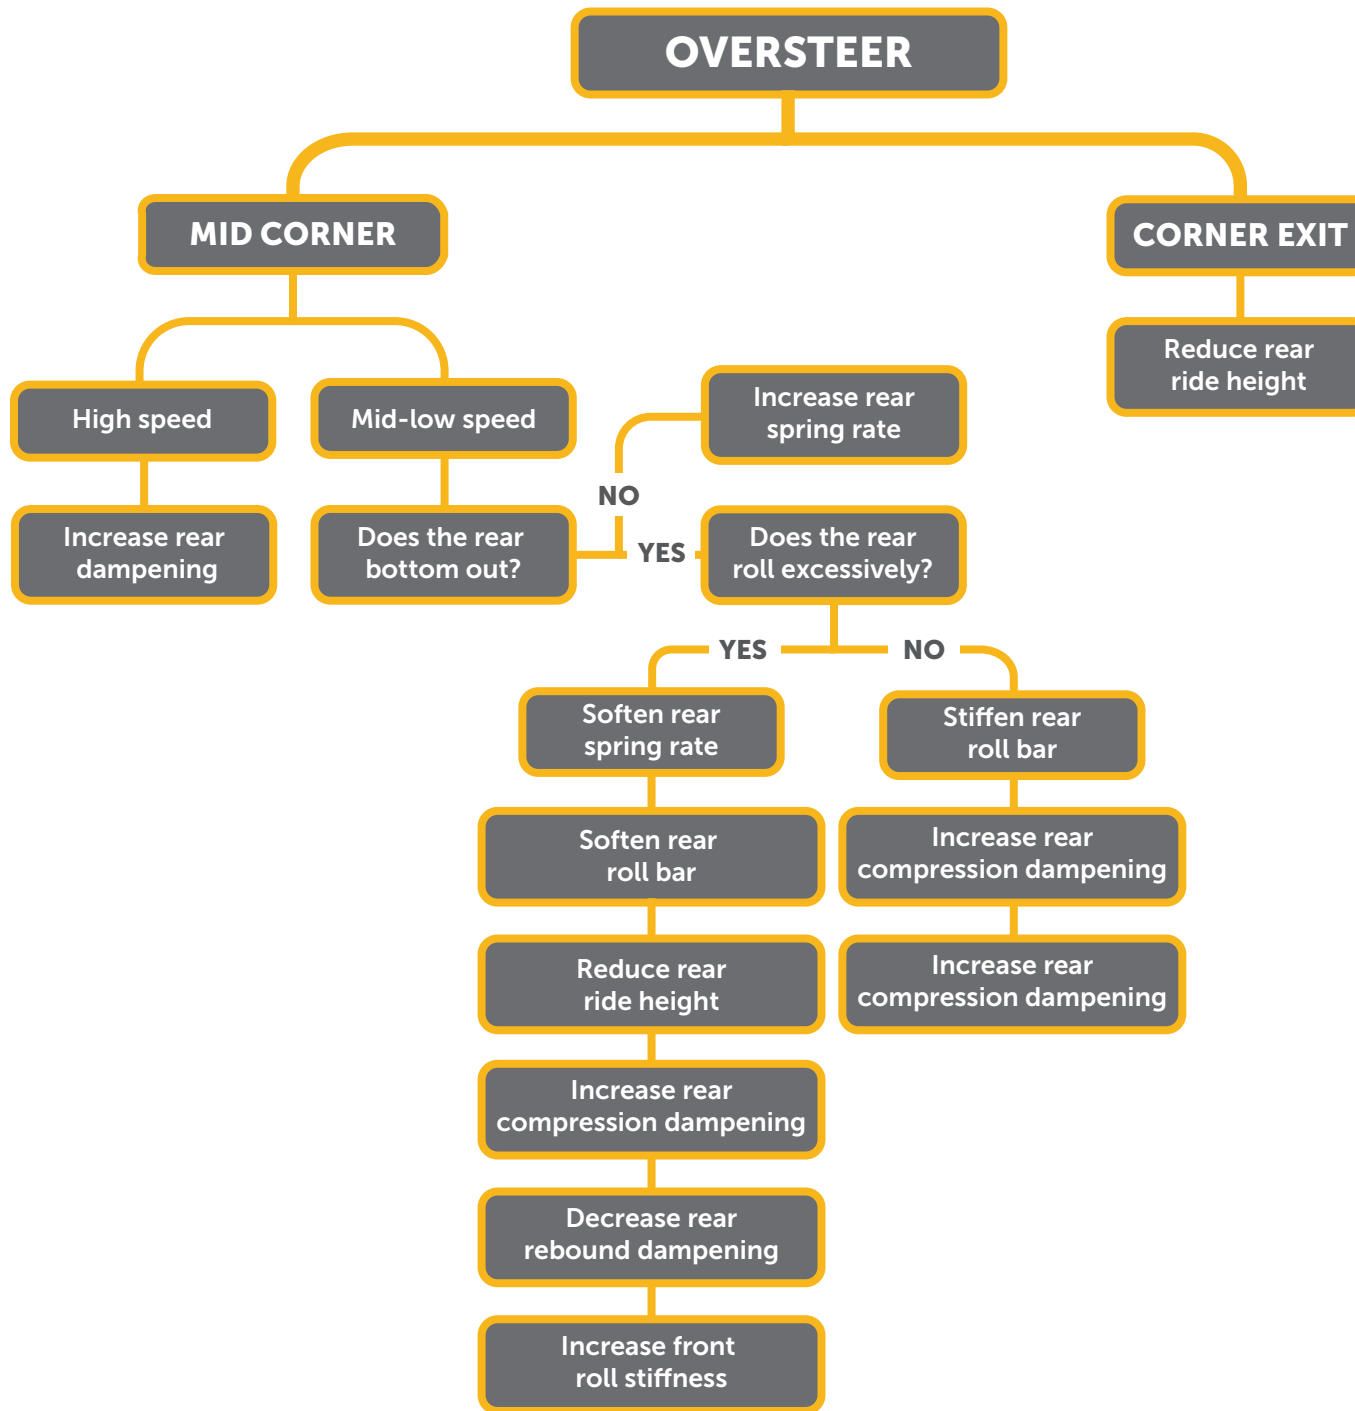 OVERSTEER
MID CORNER
CORNER EXIT
Reduce rear
ride height
High speed
Mid-low speed
Increase rear
spring rate
NO
Increase rear
dampening
Does the rear
bottom out?
YES
Does the rear
roll excessively?
YES
NO
Soften rear
spring rate
Stiffen rear
roll bar
Soften rear
roll bar
Increase rear
compression dampening
Reduce rear
ride height
Increase rear
compression dampening
Increase rear
compression dampening
Decrease rear
rebound dampening
Increase front
roll stiffness